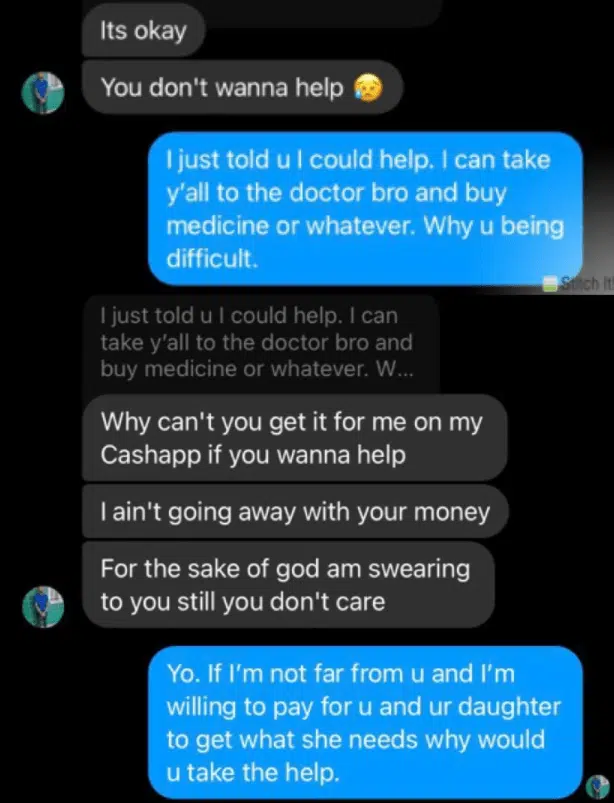 Its okay
You don't wanna help 😥
I just told u I could help. I can take
y'all to the doctor bro and buy
medicine or whatever. Why u being
difficult.
Stitch It!
I just told u I could help. I can
take y'all to the doctor bro and
buy medicine or whatever. W...
Why can't you get it for me on my
Cashapp if you wanna help
I ain't going away with your money
For the sake of god am swearing
to you still you don't care
Yo. If I'm not far from u and I'm
willing to pay for u and ur daughter
to get what she needs why would
u take the help.